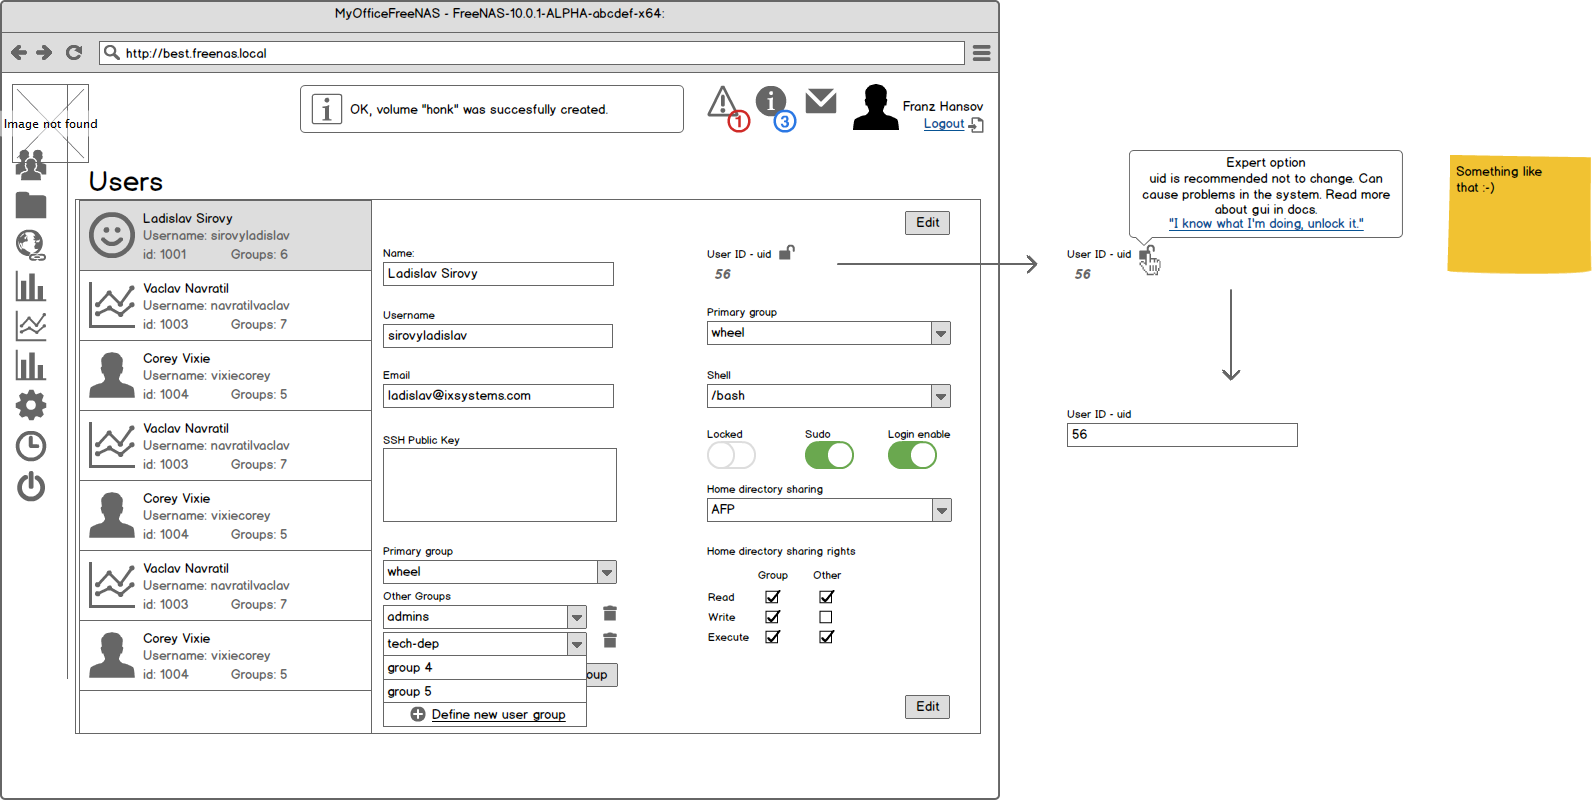 MyOfficeFreeNAS - FreeNAS-10.0.1-ALPHA-abcdef-x64:
http://best.freenas.local
Image not found
OK, volume "honk" was succesfully created.
1
3
Franz Hansov
Logout
Users
Ladislav Sirovy
Username: sirovyladislav
id: 1001 Groups: 6
Vaclav Navratil
Username: navratilvaclav
id: 1003 Groups: 7
Corey Vixie
Username: vixiecorey
id: 1004 Groups: 5
Vaclav Navratil
Username: navratilvaclav
id: 1003 Groups: 7
Corey Vixie
Username: vixiecorey
id: 1004 Groups: 5
Vaclav Navratil
Username: navratilvaclav
id: 1003 Groups: 7
Corey Vixie
Username: vixiecorey
id: 1004 Groups: 5
Name:
Ladislav Sirovy
Username
sirovyladislav
Email
ladislav@ixsystems.com
SSH Public Key
Primary group
wheel
Other Groups
admins
tech-dep
group 4
group 5
Define new user group
oup
Edit
User ID - uid
56
Primary group
wheel
Shell
/bash
Locked Sudo Login enable
Home directory sharing
AFP
Home directory sharing rights
Group Other
Read
Write
Execute
Edit
Expert option
uid is recommended not to change. Can
cause problems in the system. Read more
about gui in docs.
"I know what I'm doing, unlock it."
User ID - uid
56
User ID - uid
56
Something like
that :-)